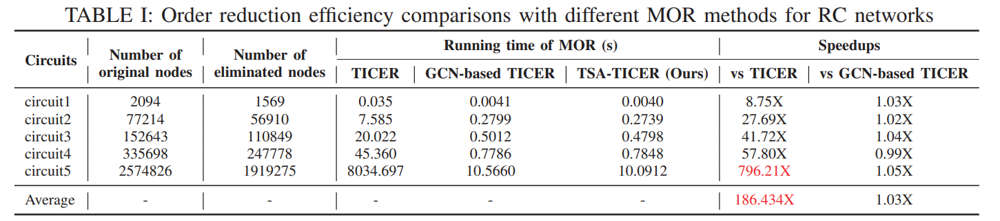 TABLE I: Order reduction efficiency comparisons with different MOR methods for RC networks
Circuits Number of original nodes Number of eliminated nodes Running time of MOR (s) Speedups
TICER GCN-based TICER TSA-TICER (Ours) vs TICER vs GCN-based TICER
circuit1 2094 1569 0.035 0.0041 0.0040 8.75X 1.03X
circuit2 77214 56910 7.585 0.2799 0.2739 27.69X 1.02X
circuit3 152643 110849 20.022 0.5012 0.4798 41.72X 1.04X
circuit4 335698 247778 45.360 0.7786 0.7848 57.80X 0.99X
circuit5 2574826 1919275 8034.697 10.5660 10.0912 796.21X 1.05X
Average - - - - - 186.434X 1.03X